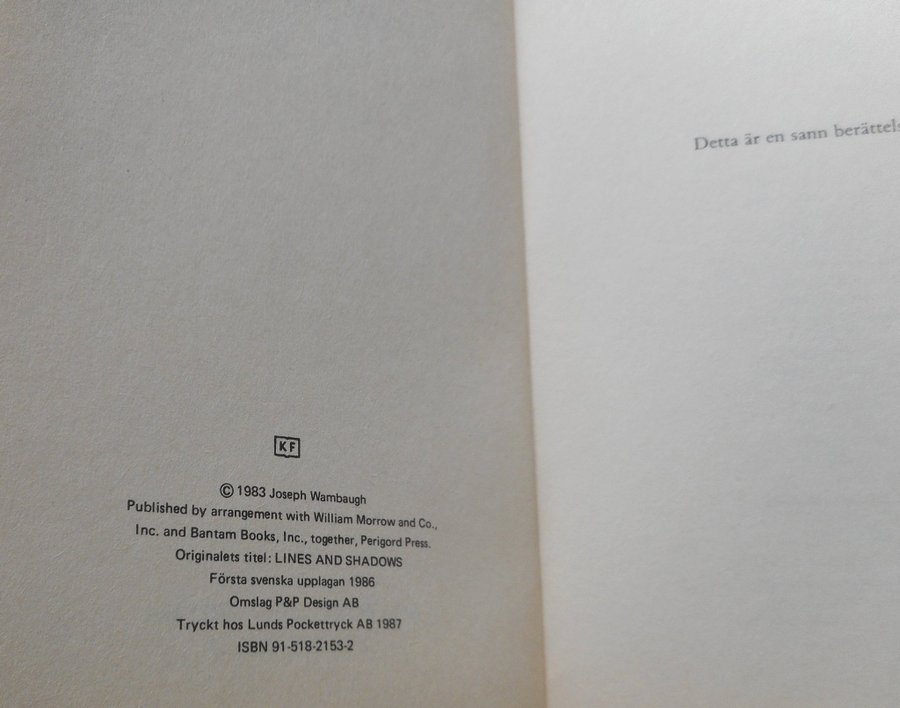 KF
© 1983 Joseph Wambaugh
Published by arrangement with William Morrow and Co.,
Inc. and Bantam Books, Inc., together, Perigord Press.
Originalets titel: LINES AND SHADOWS
Första svenska upplagan 1986
Omslag P&P Design AB
Tryckt hos Lunds Pockettryck AB 1987
ISBN 91-518-2153-2
Detta är en sann